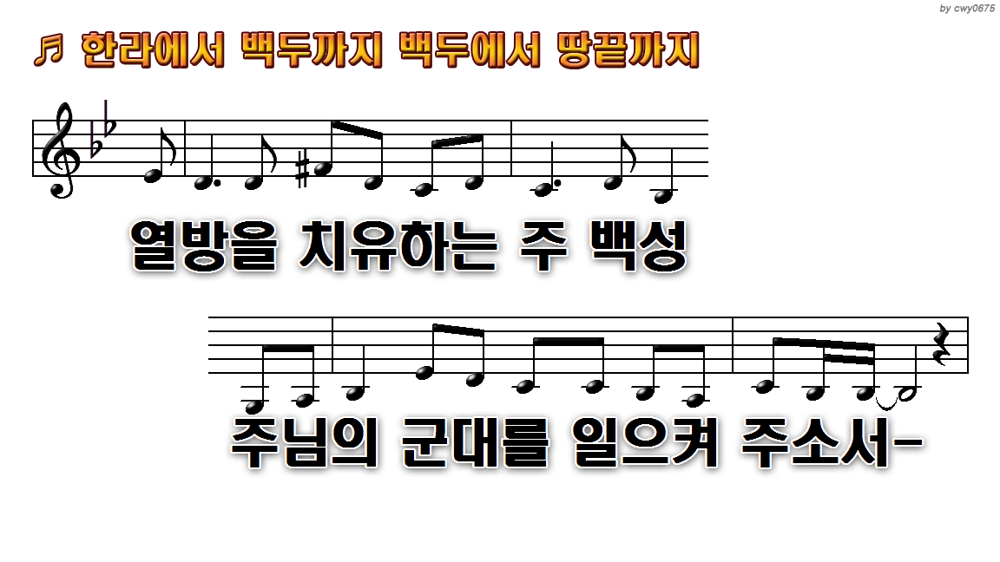 by cwy0675
♬ 한라에서 백두까지 백두에서 땅끝까지
열방을 치유하는 주 백성
주님의 군대를 일으켜 주소서-